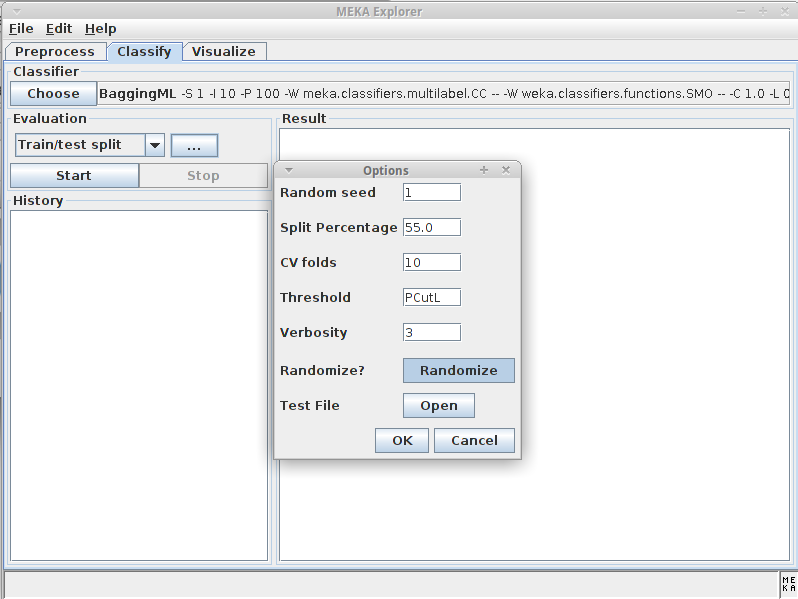 MEKA Explorer
File Edit Help
Preprocess Classify Visualize
Classifier
Choose BaggingML -S 1 -I 10 -P 100 -W meka.classifiers.multilabel.CC -- -W weka.classifiers.functions.SMO -- -C 1.0 -L 0
Evaluation
Train/test split ...
Start Stop
History
Result
Options
Random seed 1
Split Percentage 55.0
CV folds 10
Threshold PCutL
Verbosity 3
Randomize? Randomize
Test File Open
OK Cancel
ME
KA